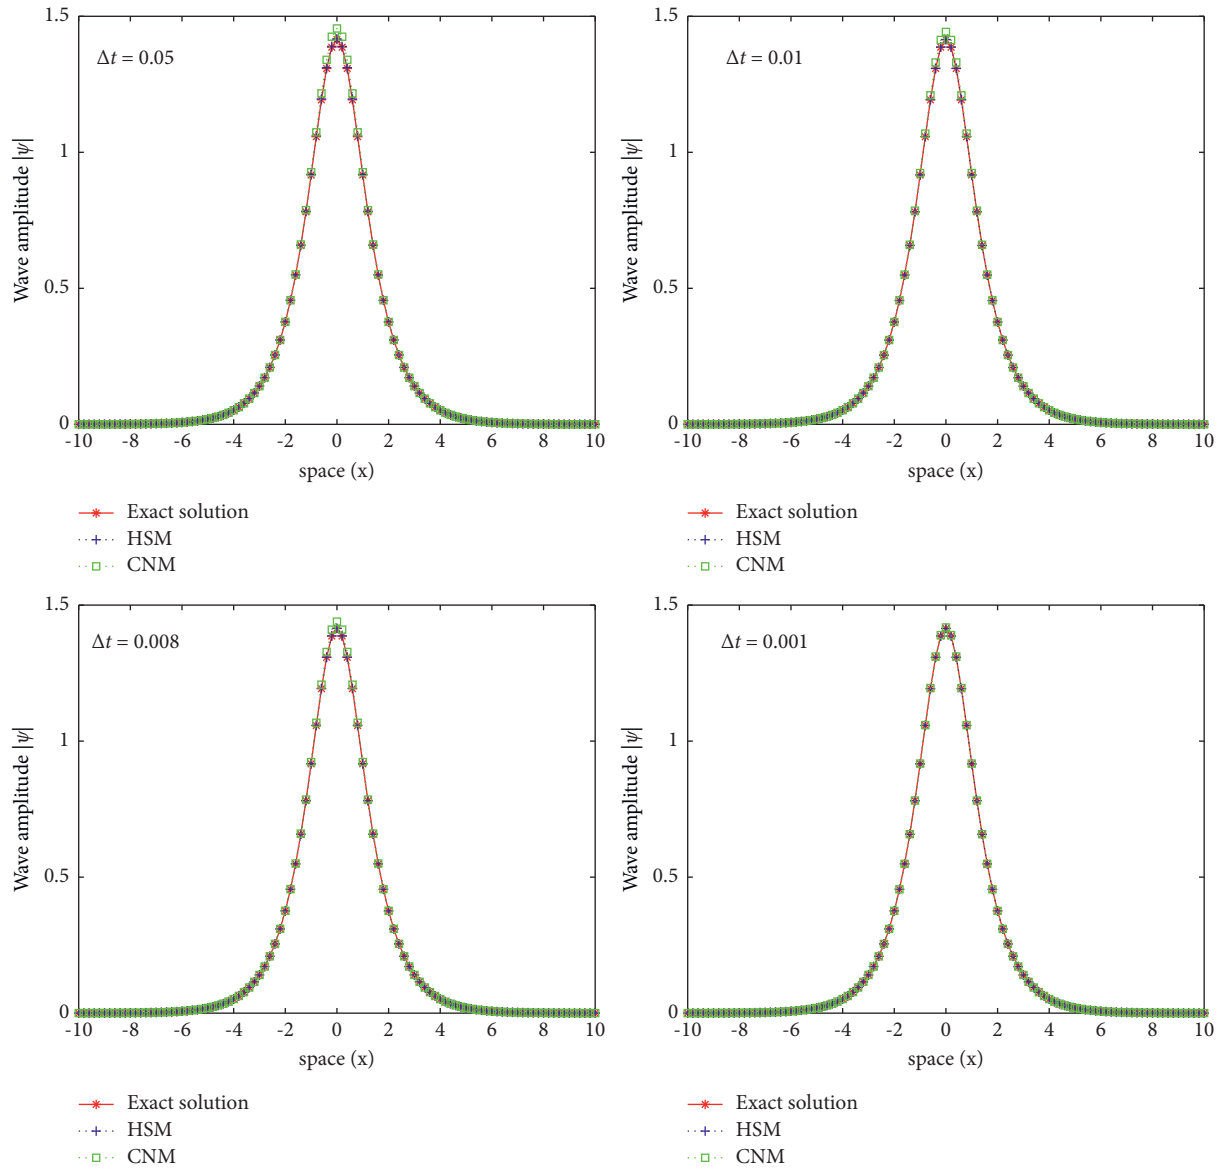 Δt = 0.05
Wave amplitude |ψ|
1.5
1
0.5
0
-10 -8 -6 -4 -2 0 2 4 6 8 10
space (x)
Exact solution
HSM
CNM
Δt = 0.01
Wave amplitude |ψ|
1.5
1
0.5
0
-10 -8 -6 -4 -2 0 2 4 6 8 10
space (x)
Exact solution
HSM
CNM
Δt = 0.008
Wave amplitude |ψ|
1.5
1
0.5
0
-10 -8 -6 -4 -2 0 2 4 6 8 10
space (x)
Exact solution
HSM
CNM
Δt = 0.001
Wave amplitude |ψ|
1.5
1
0.5
0
-10 -8 -6 -4 -2 0 2 4 6 8 10
space (x)
Exact solution
HSM
CNM